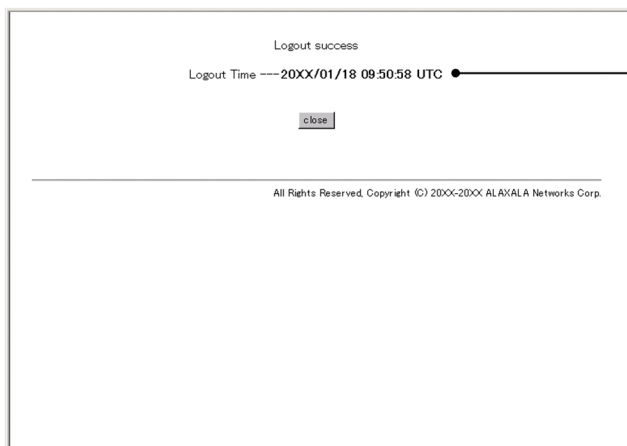 Logout success
Logout Time ---20XX/01/18 09:50:58 UTC
close
All Rights Reserved, Copyright (C) 20XX-20XX ALAXALA Networks Corp.